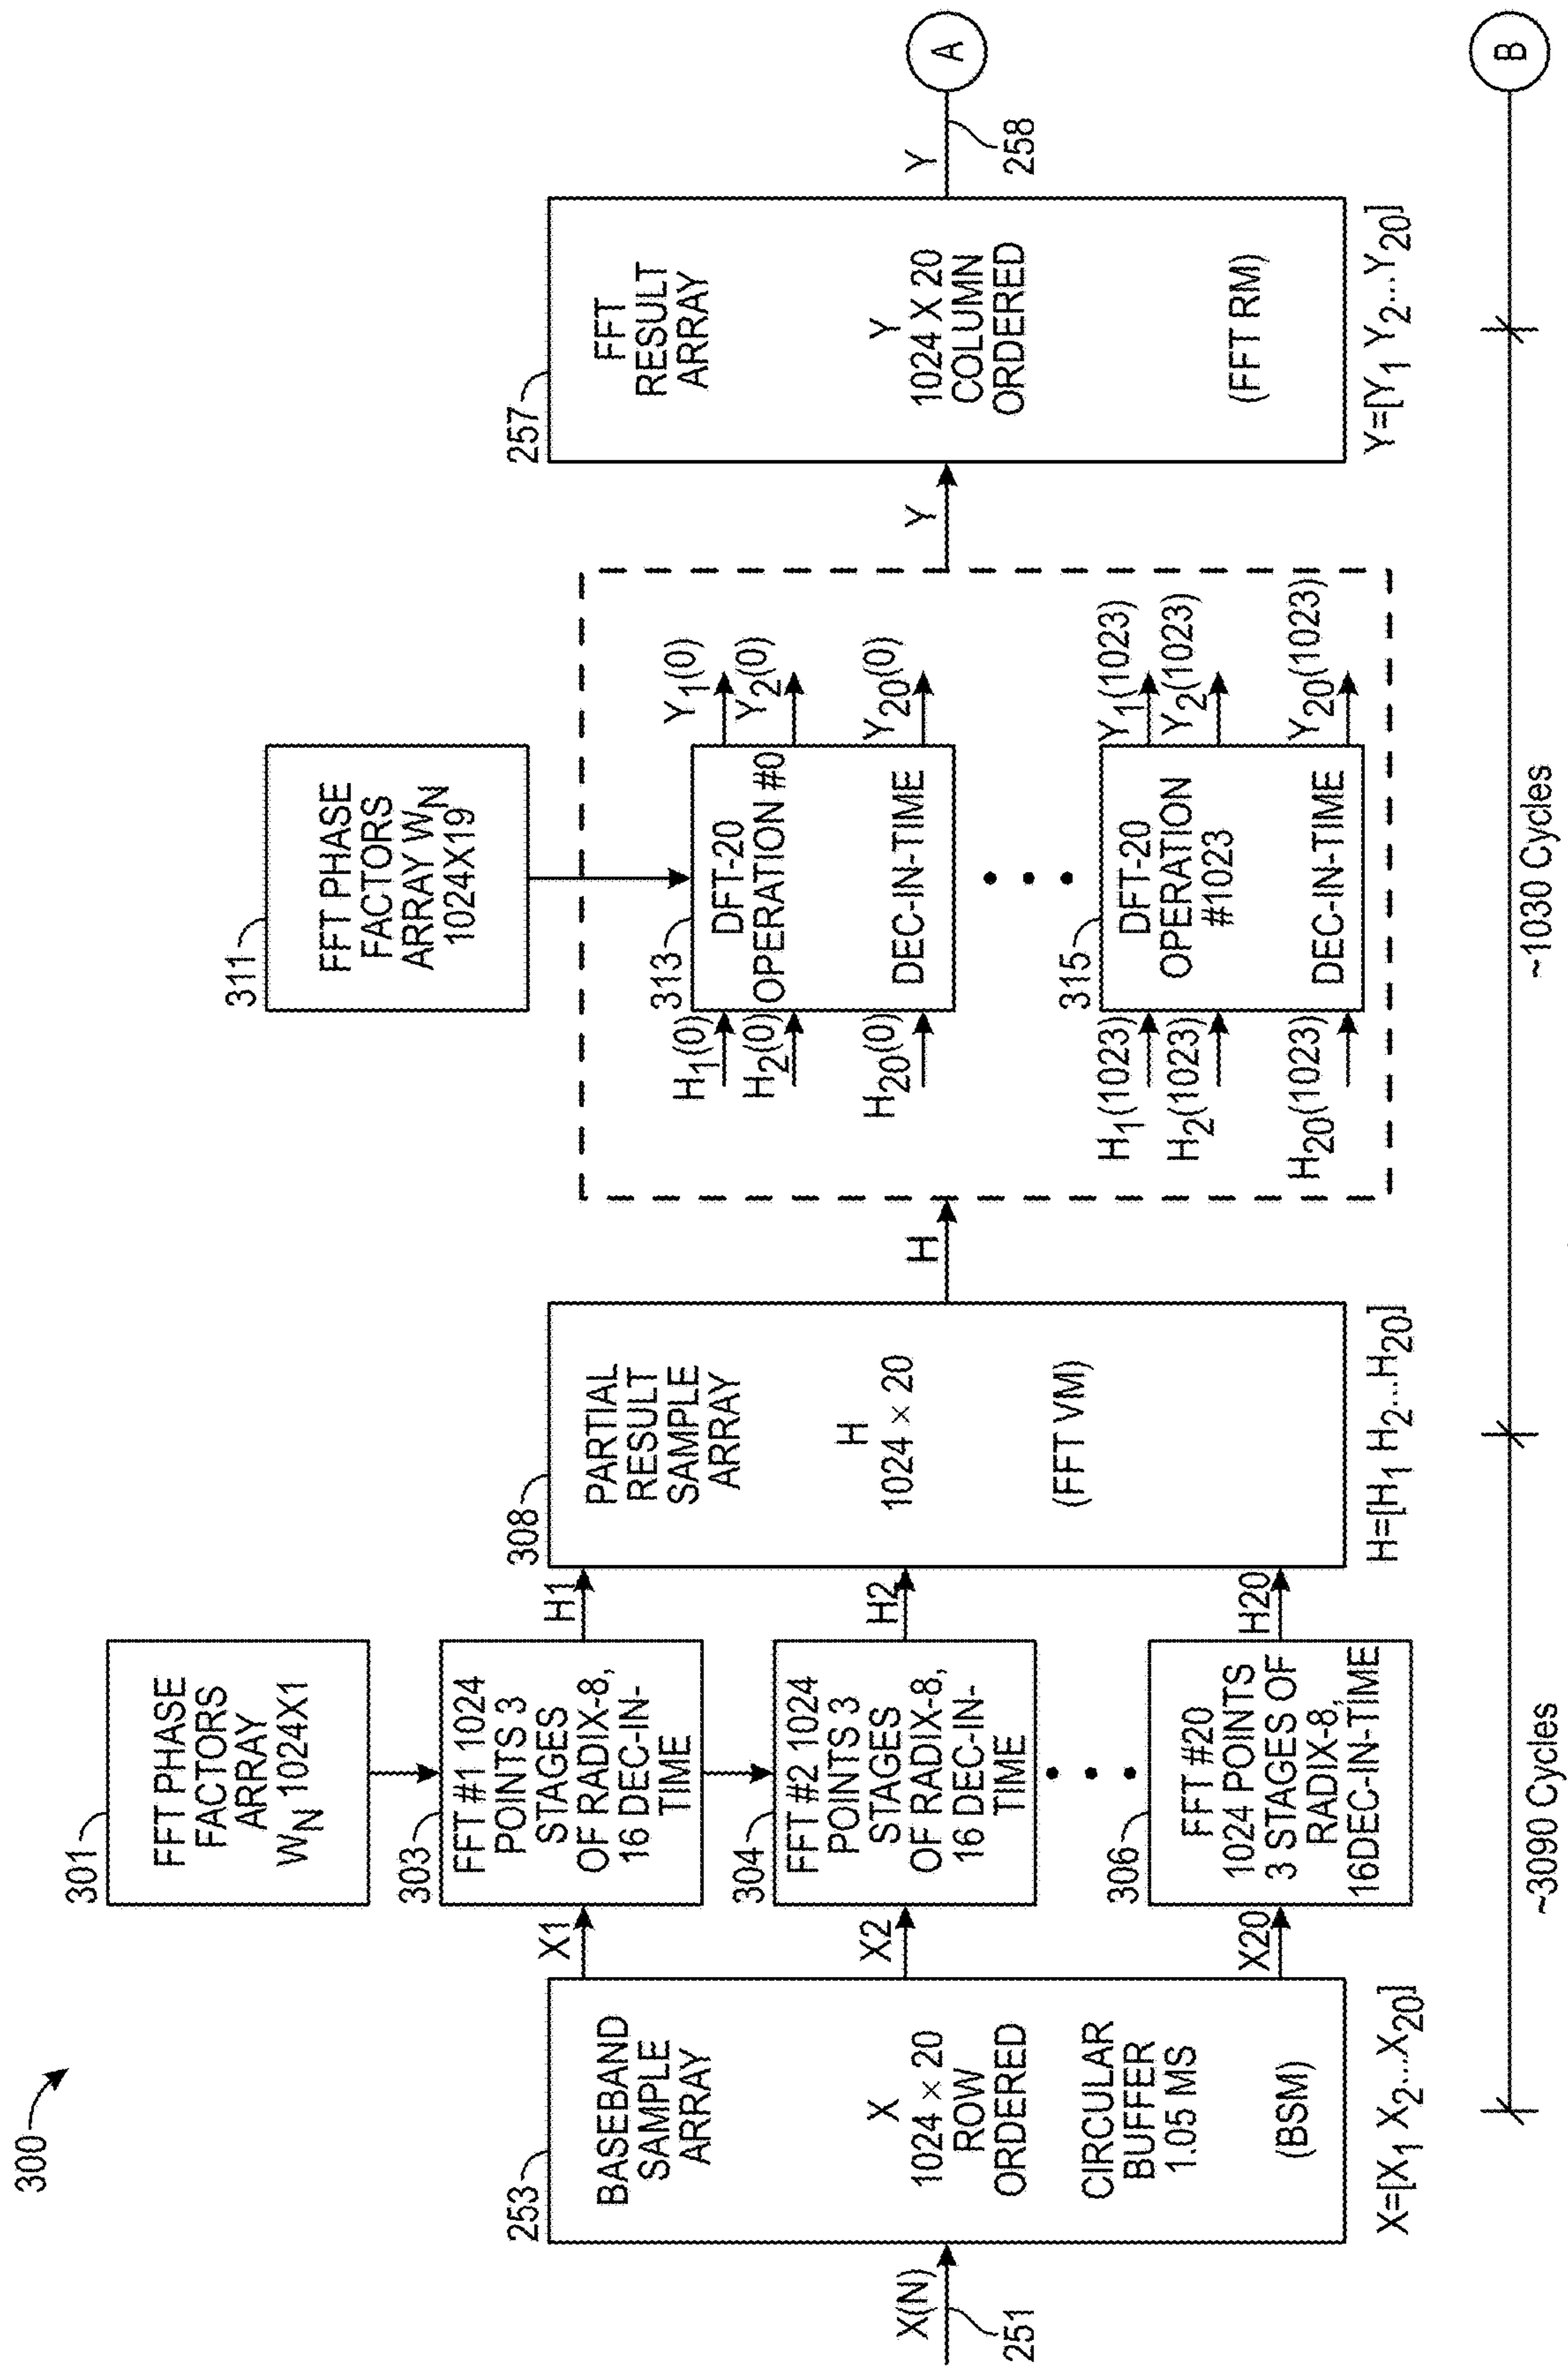 300
X(N)
251
253
BASEBAND
SAMPLE
ARRAY
X
1024 × 20
ROW
ORDERED
CIRCULAR
BUFFER
1.05 MS
(BSM)
X=[X1 X2...X20]
X1
X2
X20
301
FFT PHASE
FACTORS
ARRAY
WN 1024X1
303
FFT #1 1024
POINTS 3
STAGES
OF RADIX-8,
16 DEC-IN-
TIME
304
FFT #2 1024
POINTS 3
STAGES
OF RADIX-8,
16 DEC-IN-
TIME
306
FFT #20
1024 POINTS
3 STAGES OF
RADIX-8,
16DEC-IN-TIME
H1
H2
H20
308
PARTIAL
RESULT
SAMPLE
ARRAY
H
1024 × 20
(FFT VM)
H=[H1 H2...H20]
H
311
FFT PHASE
FACTORS
ARRAY WN
1024X19
H1(0)
H2(0)
H20(0)
313
DFT-20
OPERATION #0
DEC-IN-TIME
Y1(0)
Y2(0)
Y20(0)
H1(1023)
H2(1023)
H20(1023)
315
DFT-20
OPERATION
#1023
DEC-IN-TIME
Y1(1023)
Y2(1023)
Y20(1023)
Y
257
FFT
RESULT
ARRAY
Y
1024 X 20
COLUMN
ORDERED
(FFT RM)
Y=[Y1 Y2...Y20]
Y
258
A
~3090 Cycles
~1030 Cycles
B